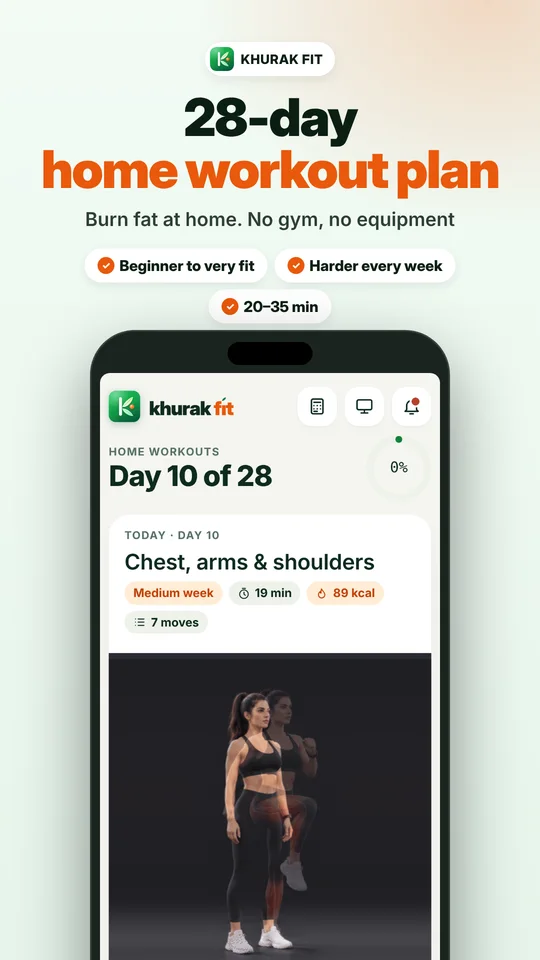 KHURAK FIT
28-day
home workout plan
Burn fat at home. No gym, no equipment
Beginner to very fit
Harder every week
20–35 min
khurak fit
HOME WORKOUTS
Day 10 of 28
0%
TODAY · DAY 10
Chest, arms & shoulders
Medium week
19 min
89 kcal
7 moves